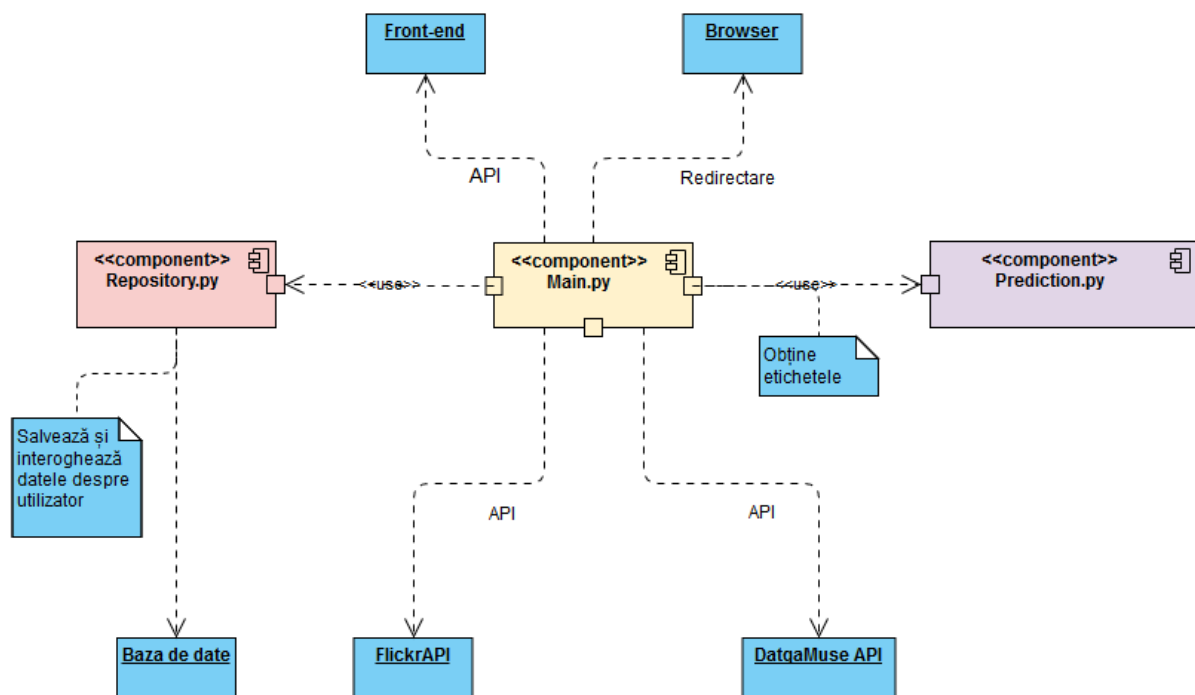 Front-end
Browser
API
Redirectare
<<component>>
Repository.py
<<use>>
<<component>>
Main.py
<<use>>
<<component>>
Prediction.py
Obține
etichetele
Salvează și
interoghează
datele despre
utilizator
API
API
Baza de date
FlickrAPI
DatgaMuse API